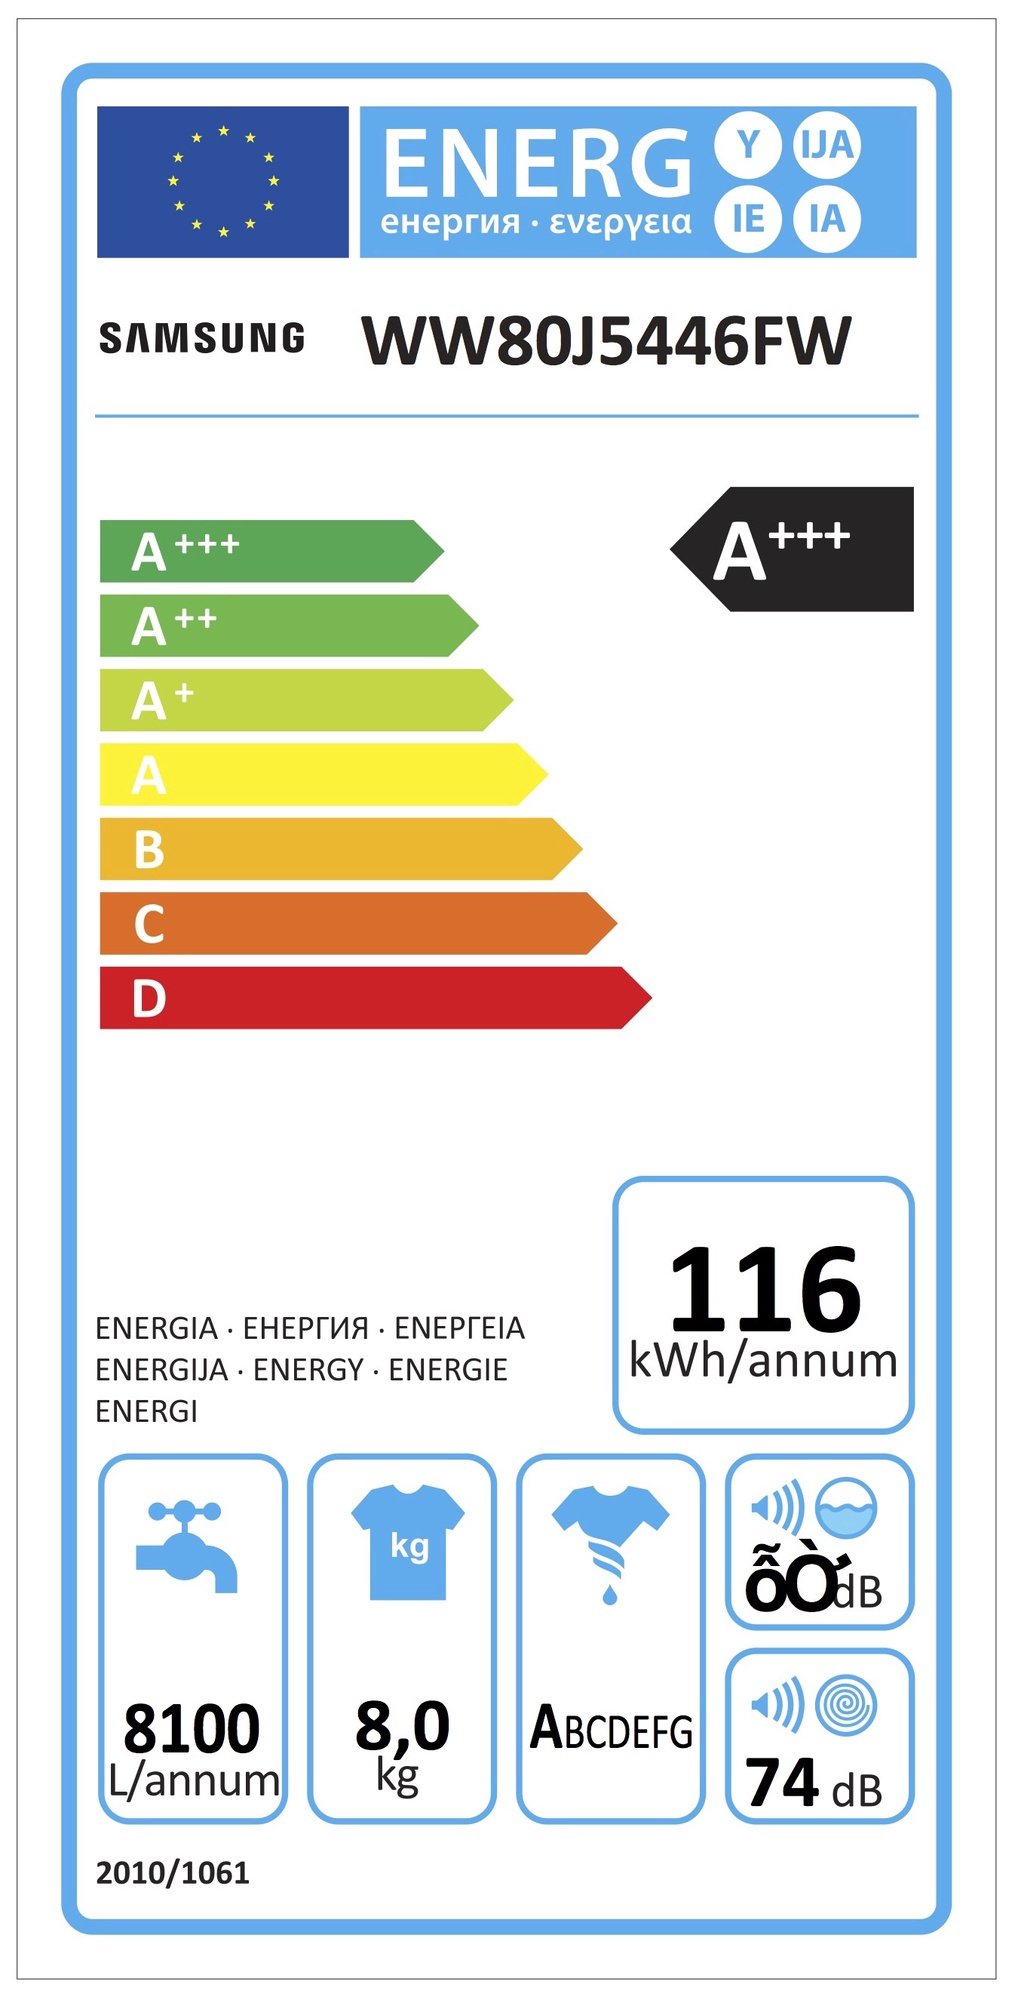 ENERG Y IJA
енергия · ενεργεια IE IA
SAMSUNG WW80J5446FW
A+++
A+++
A++
A+
A
B
C
D
116
kWh/annum
ENERGIA · ЕНЕРГИЯ · ΕΝΕΡΓΕΙΑ
ENERGIJA · ENERGY · ENERGIE
ENERGI
kg
8100
L/annum
8,0
kg
ABCDEFG
dB
74 dB
2010/1061